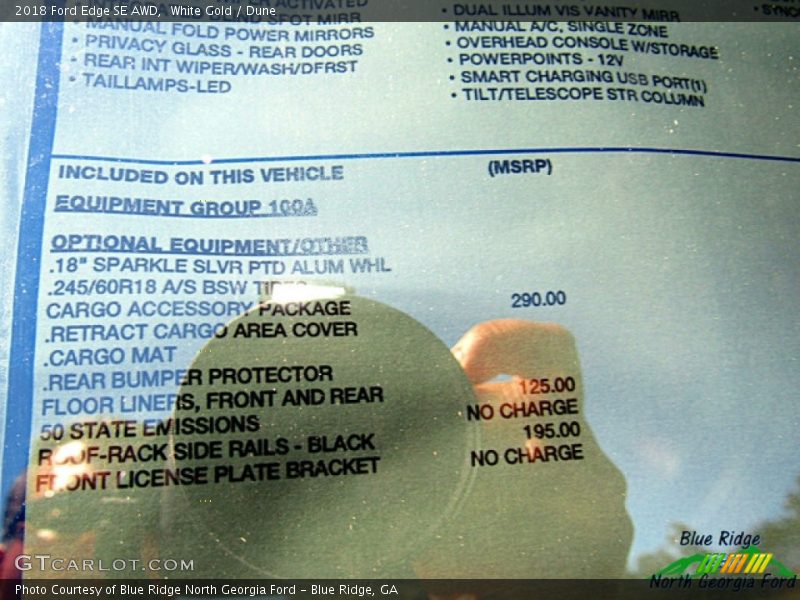 2018 Ford Edge SE AWD, White Gold / Dune
SPOT MIRR
MANUAL FOLD POWER MIRRORS
• PRIVACY GLASS - REAR DOORS
• REAR INT WIPER/WASH/DFRST
• TAILLAMPS-LED
• DUAL ILLUM VIS VANITY MIRR
• MANUAL A/C, SINGLE ZONE
• OVERHEAD CONSOLE W/STORAGE
• POWERPOINTS - 12V
• SMART CHARGING USB PORT(1)
• TILT/TELESCOPE STR COLUMN
INCLUDED ON THIS VEHICLE (MSRP)
EQUIPMENT GROUP 100A
OPTIONAL EQUIPMENT/OTHER
.18" SPARKLE SLVR PTD ALUM WHL
.245/60R18 A/S BSW TIRES
CARGO ACCESSORY PACKAGE 290.00
.RETRACT CARGO AREA COVER
.CARGO MAT
.REAR BUMPER PROTECTOR
FLOOR LINERS, FRONT AND REAR 125.00
50 STATE EMISSIONS NO CHARGE
ROOF-RACK SIDE RAILS - BLACK 195.00
FRONT LICENSE PLATE BRACKET NO CHARGE
GTCARLOT.COM
Blue Ridge
North Georgia Ford
Photo Courtesy of Blue Ridge North Georgia Ford - Blue Ridge, GA